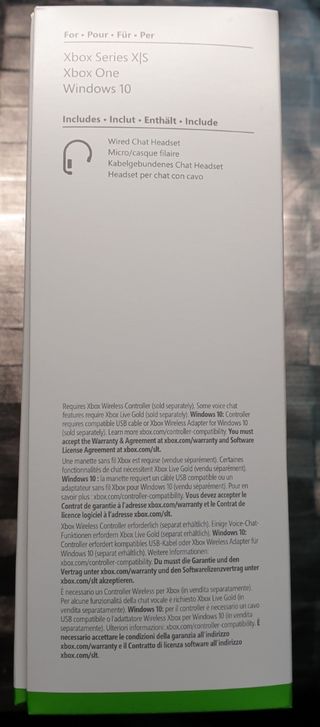 For • Pour • Für • Per
Xbox Series X|S
Xbox One
Windows 10
Includes • Inclut • Enthält • Include
Wired Chat Headset
Micro/casque filaire
Kabelgebundenes Chat Headset
Headset per chat con cavo
Requires Xbox Wireless Controller (sold separately). Some voice chat
features require Xbox Live Gold (sold separately). Windows 10: Controller
requires compatible USB cable or Xbox Wireless Adapter for Windows 10
(sold separately). Learn more xbox.com/controller-compatibility. You must
accept the Warranty & Agreement at xbox.com/warranty and Software
License Agreement at xbox.com/slt.
Une manette sans fil Xbox est requise (vendue séparément). Certaines
fonctionnalités de chat nécessitent Xbox Live Gold (vendu séparément).
Windows 10 : la manette requiert un câble USB compatible ou un
adaptateur sans fil Xbox pour Windows 10 (vendu séparément). Pour en
savoir plus : xbox.com/controller-compatibility. Vous devez accepter le
Contrat de garantie à l'adresse xbox.com/warranty et le Contrat de
licence logiciel à l'adresse xbox.com/slt.
Xbox Wireless Controller erforderlich (separat erhältlich). Einige Voice-Chat-
Funktionen erfordern Xbox Live Gold (separat erhältlich). Windows 10:
Controller erfordert kompatibles USB-Kabel oder Xbox Wireless Adapter für
Windows 10 (separat erhältlich). Weitere Informationen:
xbox.com/controller-compatibility. Du musst die Garantie und den
Vertrag unter xbox.com/warranty und den Softwarelizenzvertrag unter
xbox.com/slt akzeptieren.
È necessario un Controller Wireless per Xbox (in vendita separatamente).
Per alcune funzionalità della chat vocale è richiesto Xbox Live Gold (in
vendita separatamente). Windows 10: per il controller è necessario un cavo
USB compatibile o l'adattatore Wireless Xbox per Windows 10 (in vendita
separatamente). Ulteriori informazioni: xbox.com/controller-compatibility. È
necessario accettare le condizioni della garanzia all'indirizzo
xbox.com/warranty e il Contratto di licenza software all'indirizzo
xbox.com/slt.